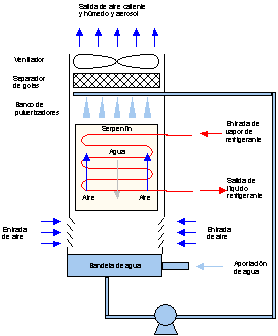 Salida de aire caliente
y húmedo y aerosol
Ventilador
Separador
de gotas
Banco de
pulverizadores
Serpentín
Entrada de
vapor de
refrigerante
Agua
Salida de
líquido
refrigerante
Aire
Aire
Entrada
de aire
Entrada
de aire
Bandeja de agua
Aportación
de agua